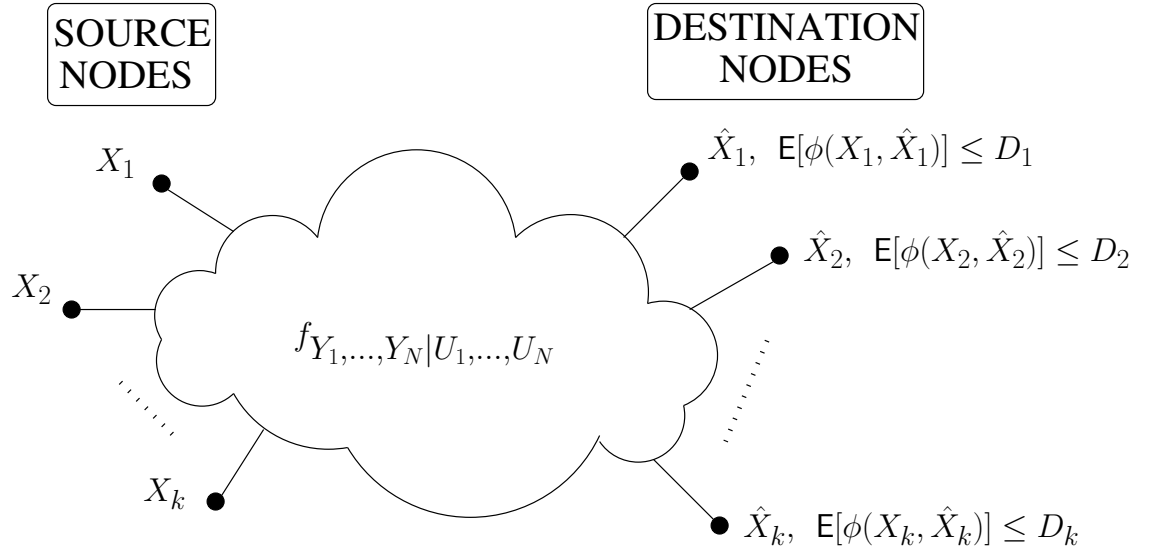 SOURCE
NODES
DESTINATION
NODES
X_1
X̂_1, E[ϕ(X_1, X̂_1)] ≤ D_1
X_2
X̂_2, E[ϕ(X_2, X̂_2)] ≤ D_2
f_{Y_1,...,Y_N|U_1,...,U_N}
X_k
X̂_k, E[ϕ(X_k, X̂_k)] ≤ D_k